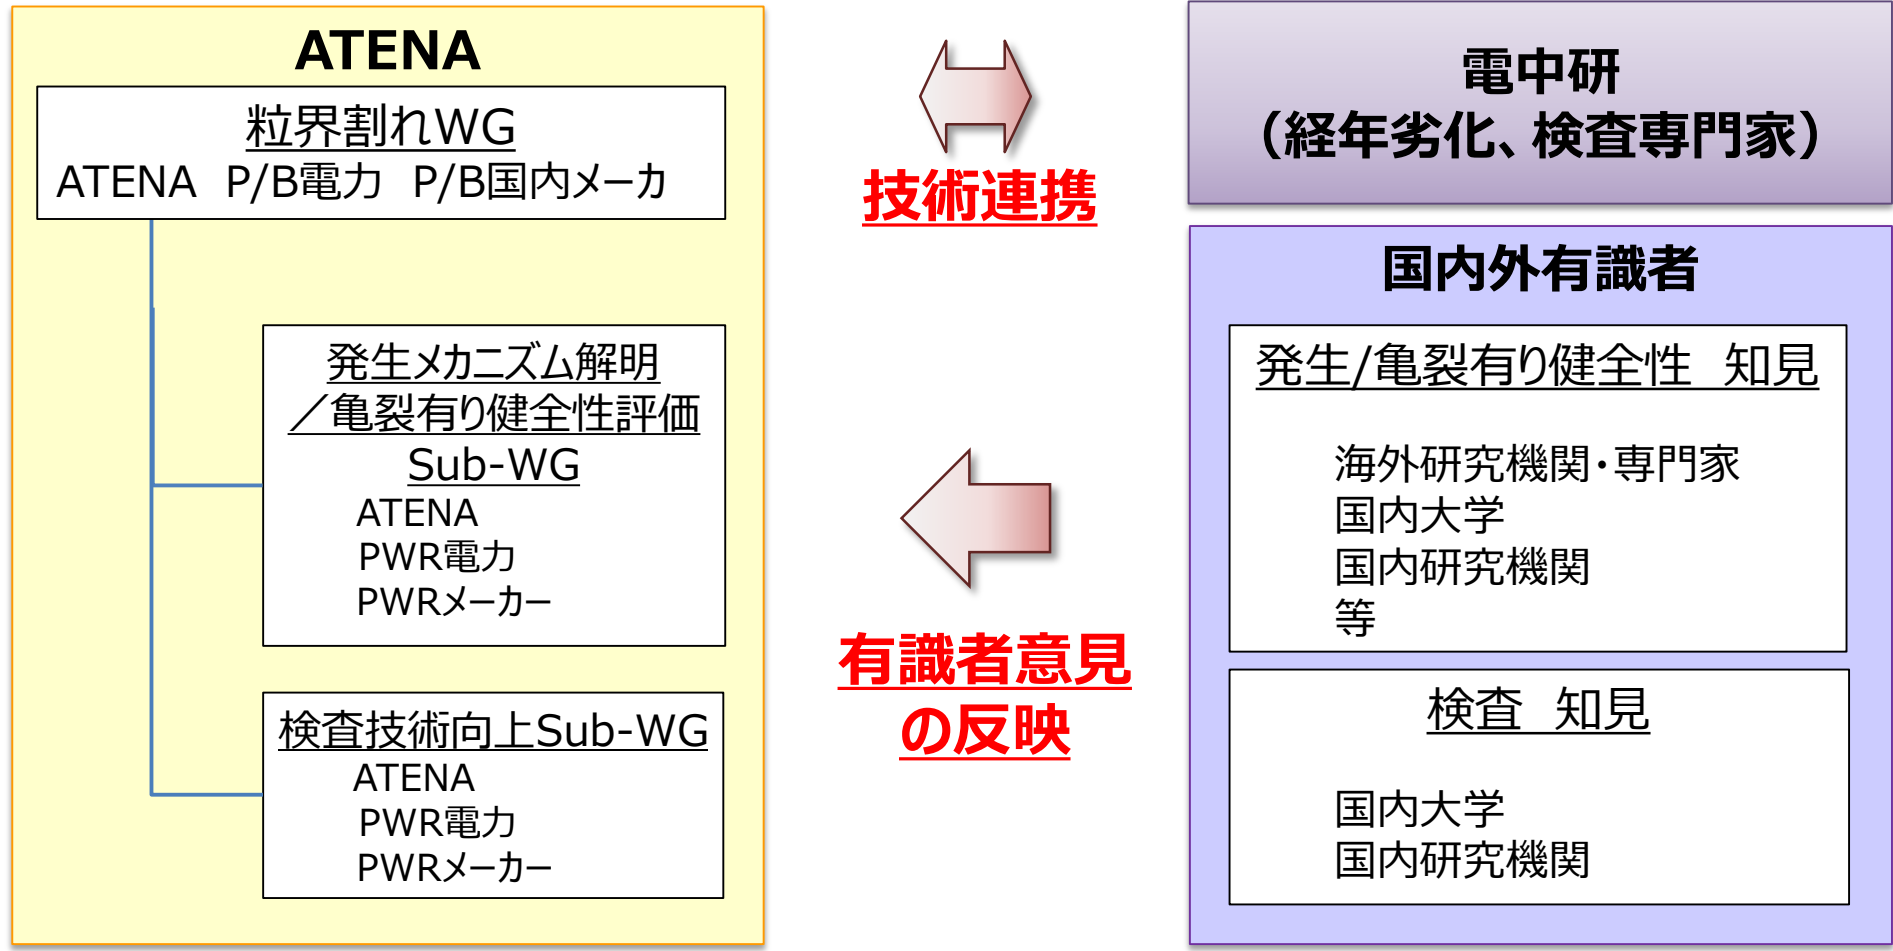 ATENA
粒界割れWG
ATENA P/B電力 P/B国内メーカ
発生メカニズム解明
／亀裂有り健全性評価
Sub-WG
ATENA
PWR電力
PWRメーカー
検査技術向上Sub-WG
ATENA
PWR電力
PWRメーカー
技術連携
有識者意見
の反映
電中研
（経年劣化、検査専門家）
国内外有識者
発生/亀裂有り健全性 知見
海外研究機関・専門家
国内大学
国内研究機関
等
検査 知見
国内大学
国内研究機関